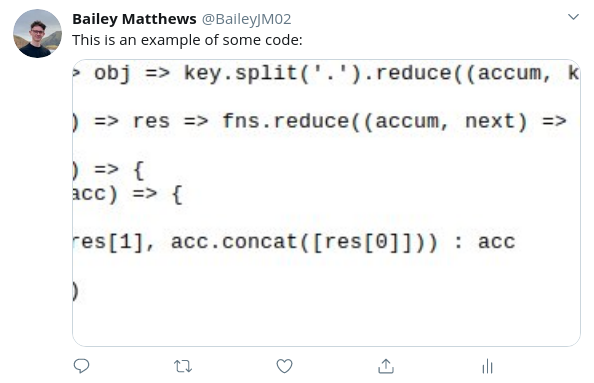 Bailey Matthews @BaileyJM02
This is an example of some code:
> obj => key.split('.').reduce((accum, k
) => res => fns.reduce((accum, next) =>
) => {
acc) => {
res[1], acc.concat([res[0]])) : acc
)